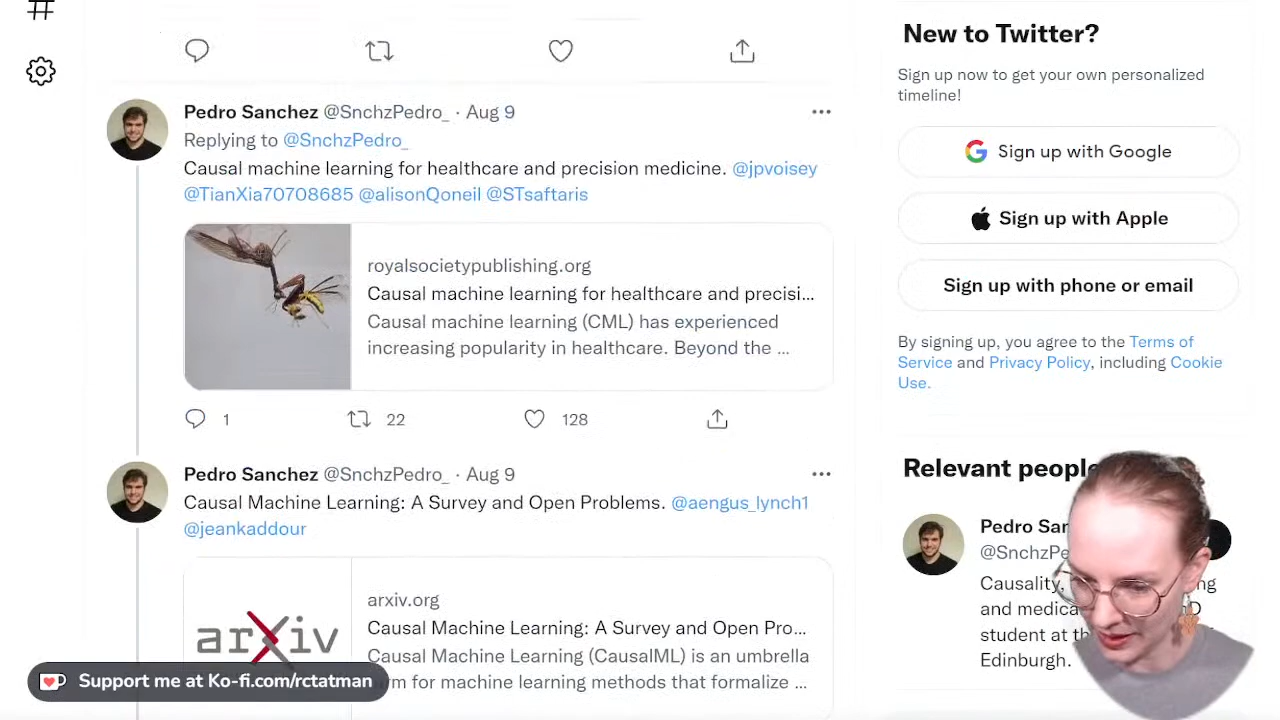 Pedro Sanchez @SnchzPedro_ · Aug 9
Replying to @SnchzPedro_
Causal machine learning for healthcare and precision medicine. @jpvoisey
@TianXia70708685 @alisonQoneil @STsaftaris
royalsocietypublishing.org
Causal machine learning for healthcare and precisi...
Causal machine learning (CML) has experienced
increasing popularity in healthcare. Beyond the ...
1 22 128
Pedro Sanchez @SnchzPedro_ · Aug 9
Causal Machine Learning: A Survey and Open Problems. @aengus_lynch1
@jeankaddour
arXiv
arxiv.org
Causal Machine Learning: A Survey and Open Pro...
Causal Machine Learning (CausalML) is an umbrella
for machine learning methods that formalize ...
Support me at Ko-fi.com/rctatman
New to Twitter?
Sign up now to get your own personalized
timeline!
Sign up with Google
Sign up with Apple
Sign up with phone or email
By signing up, you agree to the Terms of
Service and Privacy Policy, including Cookie
Use.
Relevant people
Pedro
Causality,
and
student at
Edinburgh.